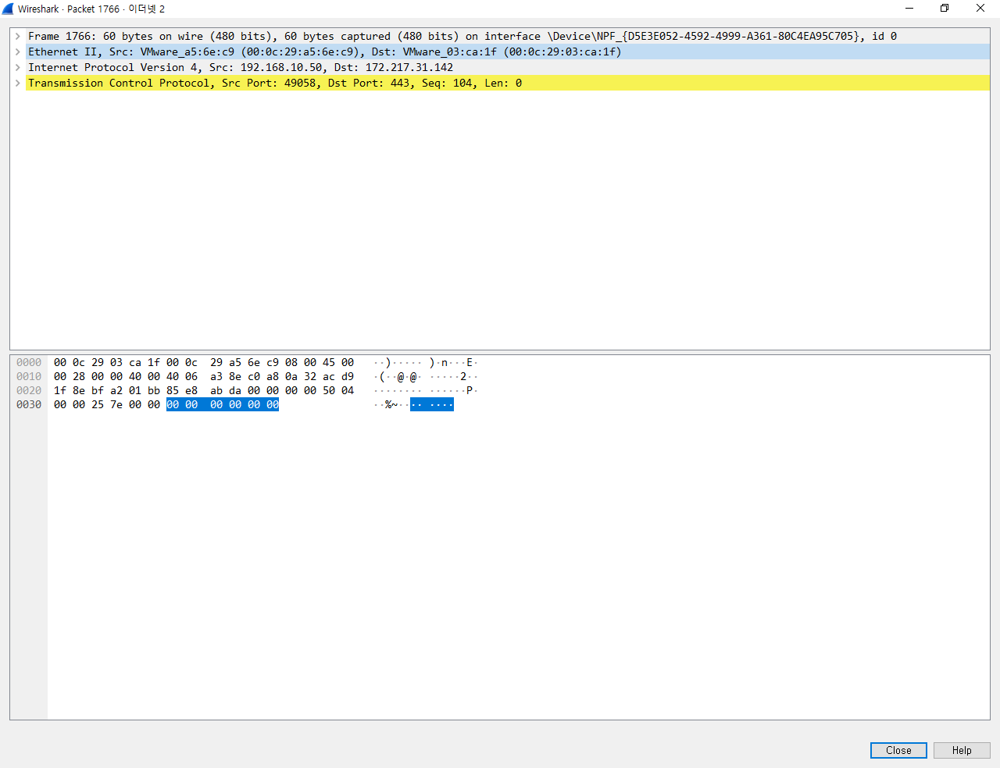 Wireshark · Packet 1766 · 이더넷 2
Frame 1766: 60 bytes on wire (480 bits), 60 bytes captured (480 bits) on interface \Device\NPF_{D5E3E052-4592-4999-A361-80C4EA95C705}, id 0
Ethernet II, Src: VMware_a5:6e:c9 (00:0c:29:a5:6e:c9), Dst: VMware_03:ca:1f (00:0c:29:03:ca:1f)
Internet Protocol Version 4, Src: 192.168.10.50, Dst: 172.217.31.142
Transmission Control Protocol, Src Port: 49058, Dst Port: 443, Seq: 104, Len: 0
0000 00 0c 29 03 ca 1f 00 0c 29 a5 6e c9 08 00 45 00 ··)····· )·n···E·
0010 00 28 00 00 40 00 40 06 a3 8e c0 a8 0a 32 ac d9 ·(··@·@· ·····2··
0020 1f 8e bf a2 01 bb 85 e8 ab da 00 00 00 00 50 04 ········ ······P·
0030 00 00 25 7e 00 00 00 00 00 00 00 00 ··%~···· ····
Close Help